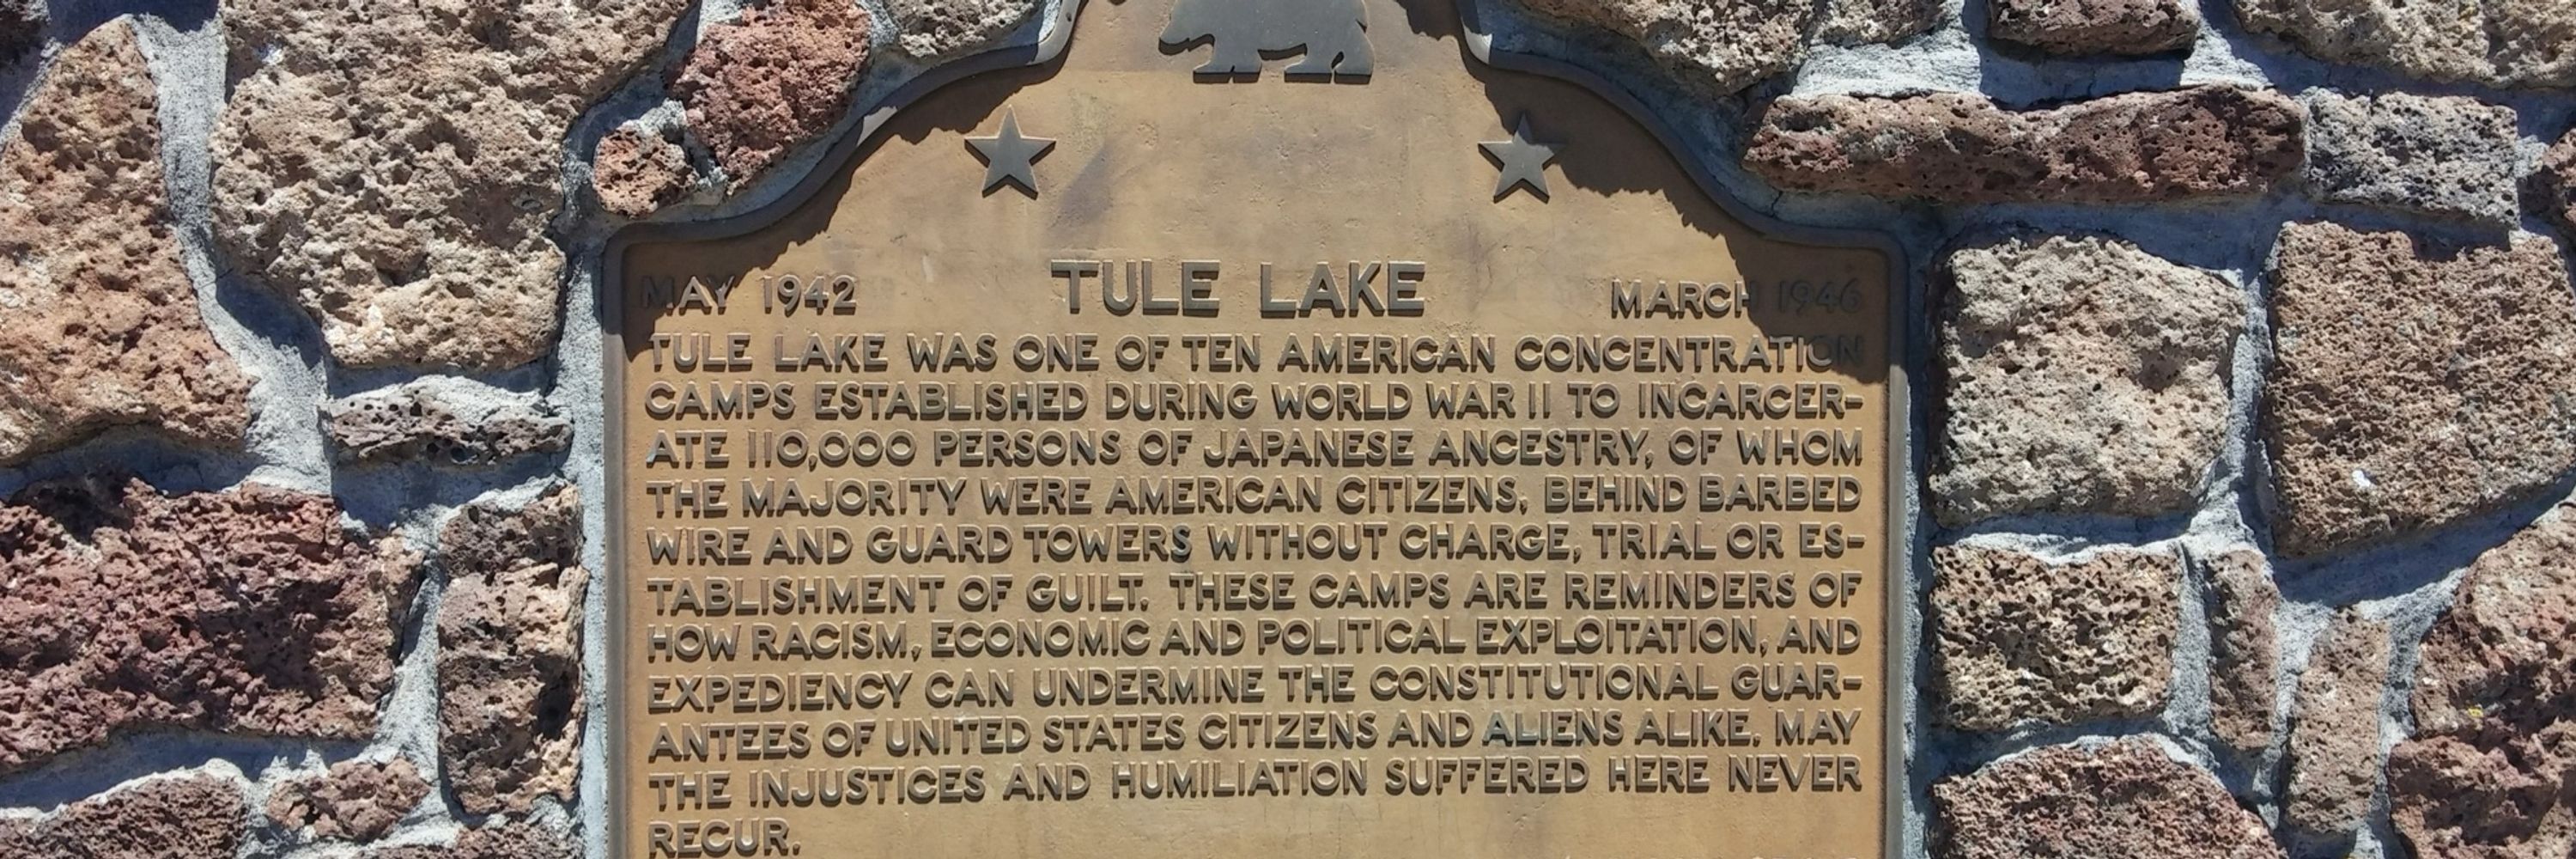 MAY 1942 TULE LAKE MARCH 1946
TULE LAKE WAS ONE OF TEN AMERICAN CONCENTRATION
CAMPS ESTABLISHED DURING WORLD WAR II TO INCARCER-
ATE 110,000 PERSONS OF JAPANESE ANCESTRY, OF WHOM
THE MAJORITY WERE AMERICAN CITIZENS, BEHIND BARBED
WIRE AND GUARD TOWERS WITHOUT CHARGE, TRIAL OR ES-
TABLISHMENT OF GUILT. THESE CAMPS ARE REMINDERS OF
HOW RACISM, ECONOMIC AND POLITICAL EXPLOITATION, AND
EXPEDIENCY CAN UNDERMINE THE CONSTITUTIONAL GUAR-
ANTEES OF UNITED STATES CITIZENS AND ALIENS ALIKE. MAY
THE INJUSTICES AND HUMILIATION SUFFERED HERE NEVER
RECUR.